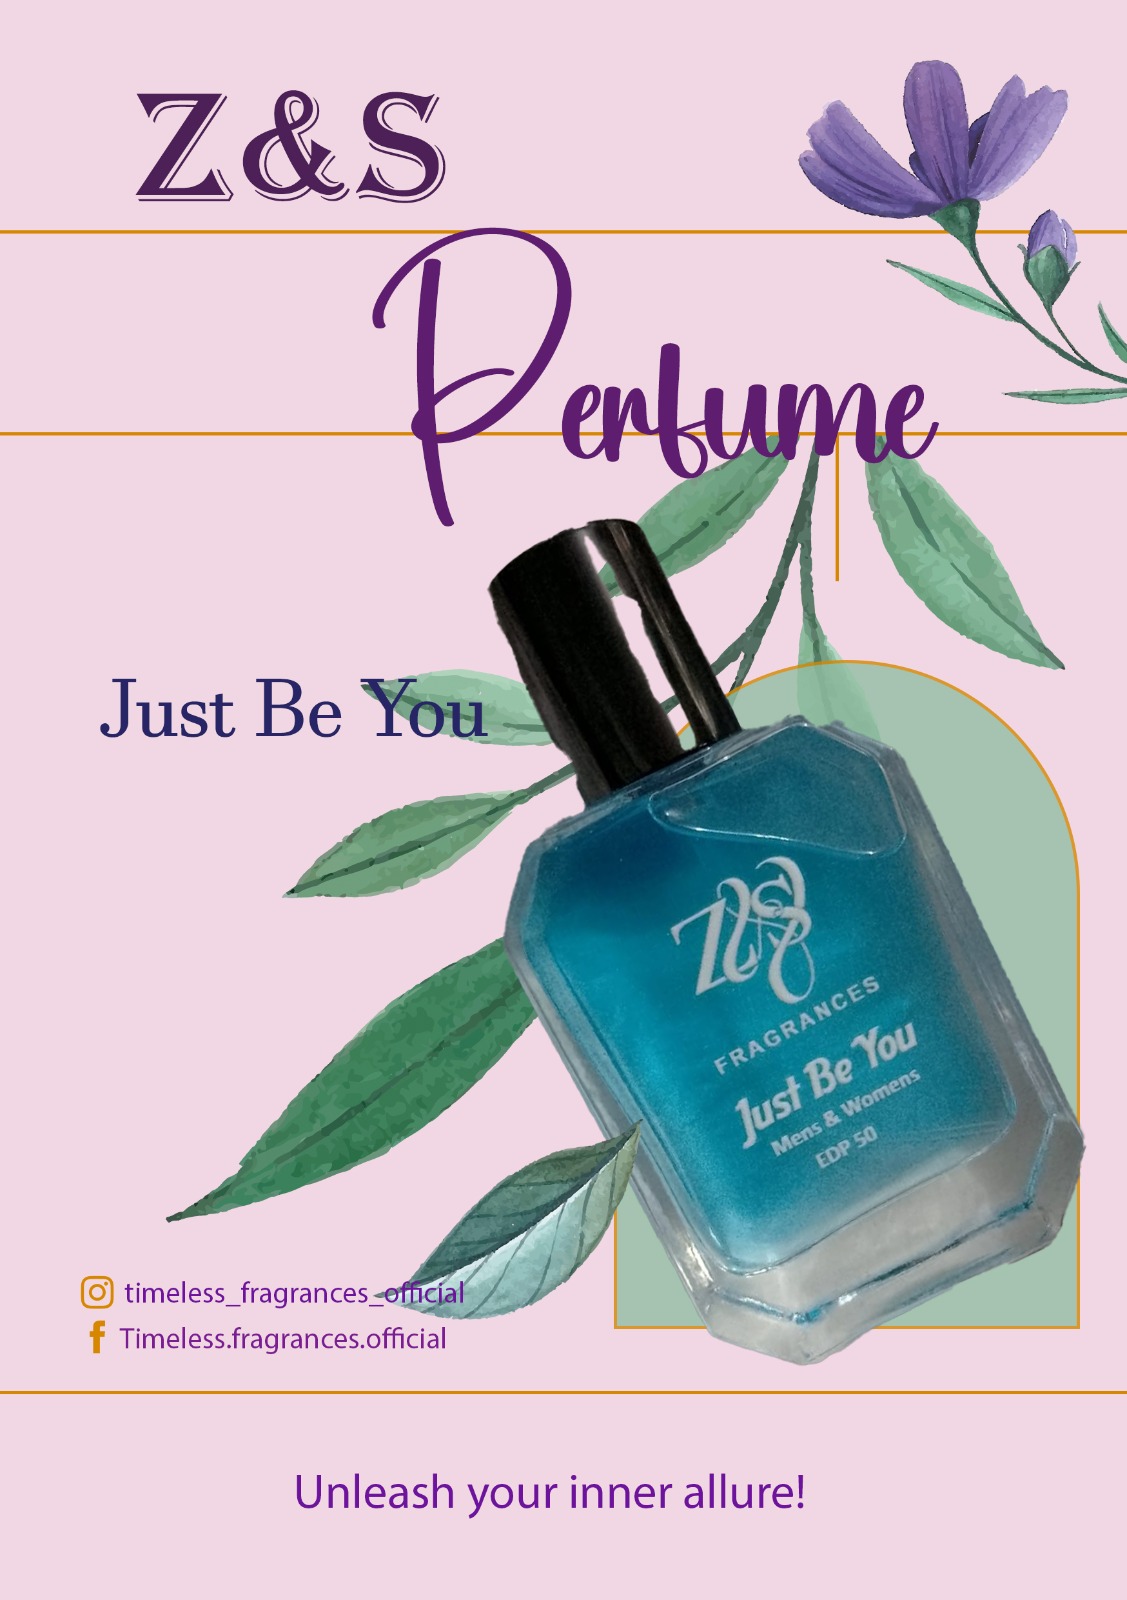 Z&S
Perfume
Just Be You
Z&S
FRAGRANCES
Just Be You
Mens & Womens
EDP 50
timeless_fragrances_official
Timeless.fragrances.official
Unleash your inner allure!